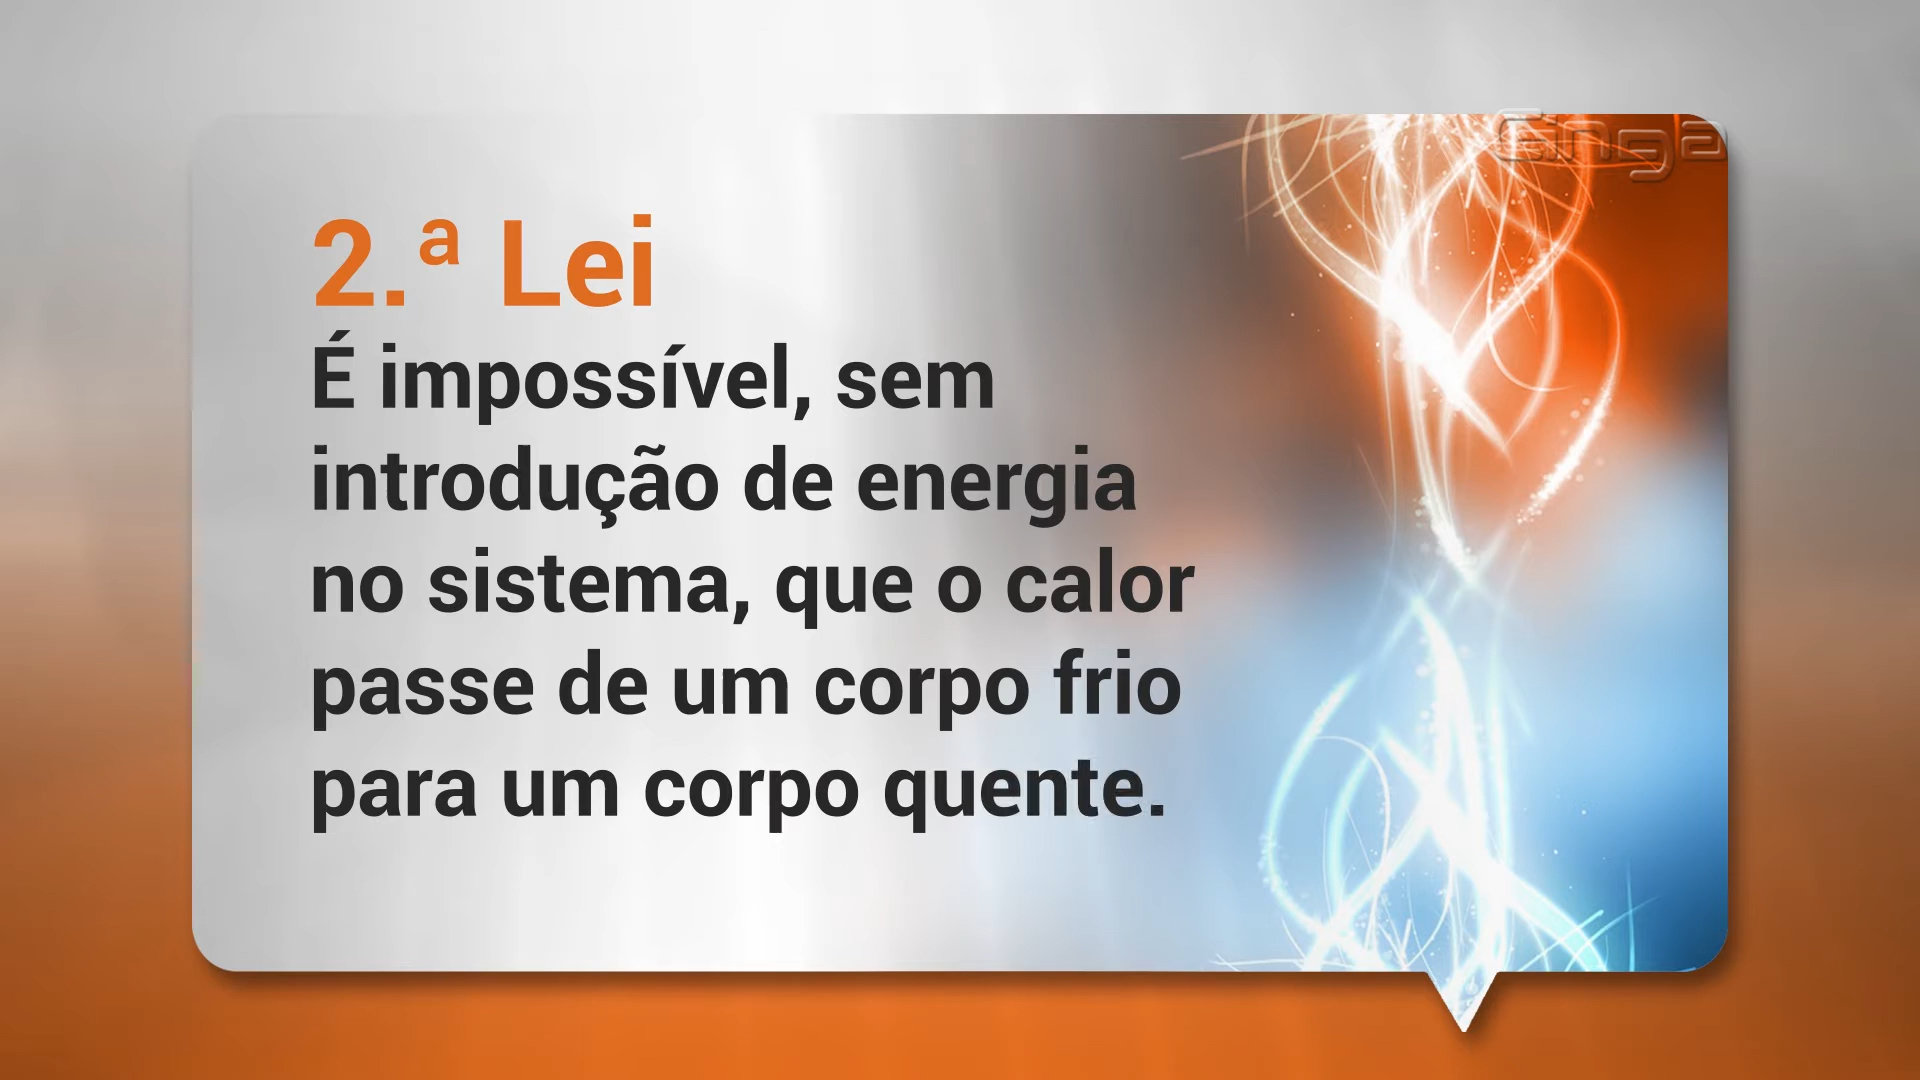 Einga
2.ª Lei
É impossível, sem
introdução de energia
no sistema, que o calor
passe de um corpo frio
para um corpo quente.